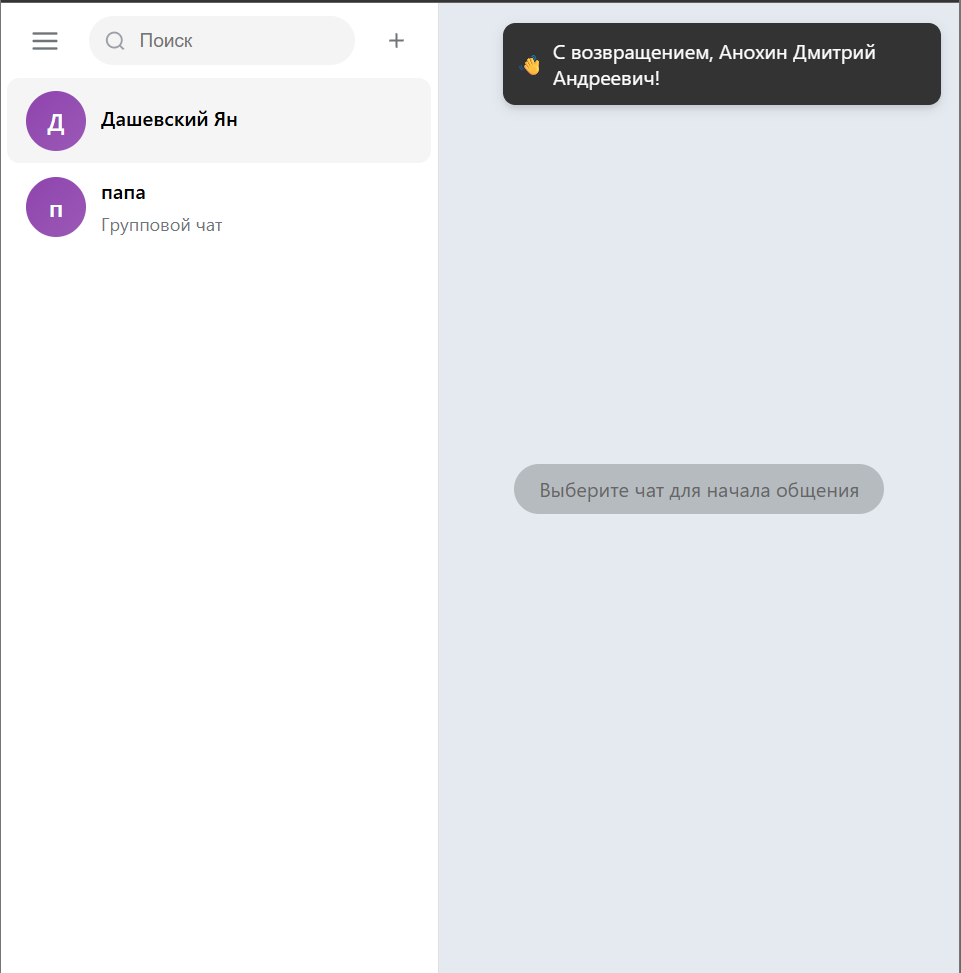 Поиск
Д
Дашевский Ян
п
папа
Групповой чат
С возвращением, Анохин Дмитрий
Андреевич!
Выберите чат для начала общения